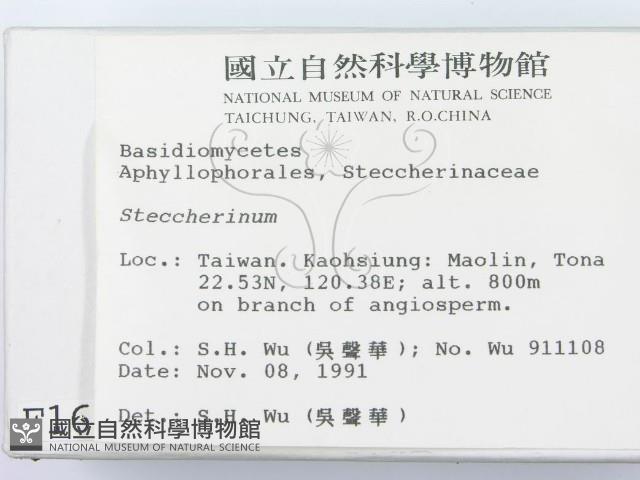 國立自然科學博物館
NATIONAL MUSEUM OF NATURAL SCIENCE
TAICHUNG, TAIWAN, R.O.CHINA
Basidiomycetes
Aphyllophorales, Steccherinaceae
Steccherinum
Loc.: Taiwan. Kaohsiung: Maolin, Tona
22.53N, 120.38E; alt. 800m
on branch of angiosperm.
Col.: S.H. Wu (吳聲華); No. Wu 911108
Date: Nov. 08, 1991
Det.: S.H. Wu (吳聲華)
F16
國立自然科學博物館
NATIONAL MUSEUM OF NATURAL SCIENCE